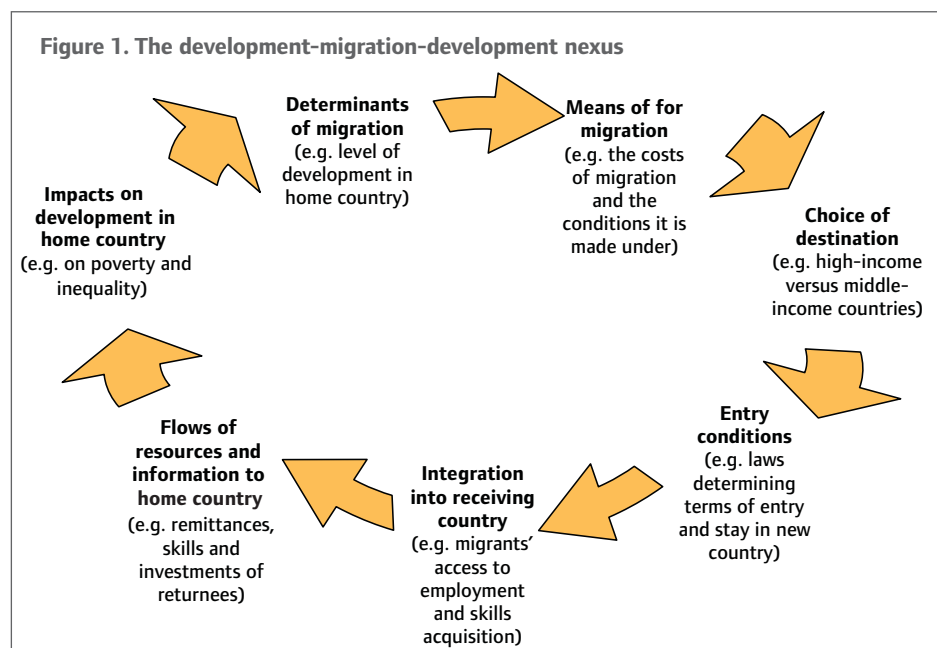 Figure 1. The development-migration-development nexus
Determinants
of migration
(e.g. level of
development in
home country)
Means of for
migration
(e.g. the costs
of migration
and the
conditions it is
made under)
Choice of
destination
(e.g. high-income
versus middle-
income countries)
Entry
conditions
(e.g. laws
determining
terms of entry
and stay in new
country)
Integration
into receiving
country
(e.g. migrants’
access to
employment
and skills
acquisition)
Flows of
resources and
information to
home country
(e.g. remittances,
skills and
investments of
returnees)
Impacts on
development in
home country
(e.g. on poverty and
inequality)